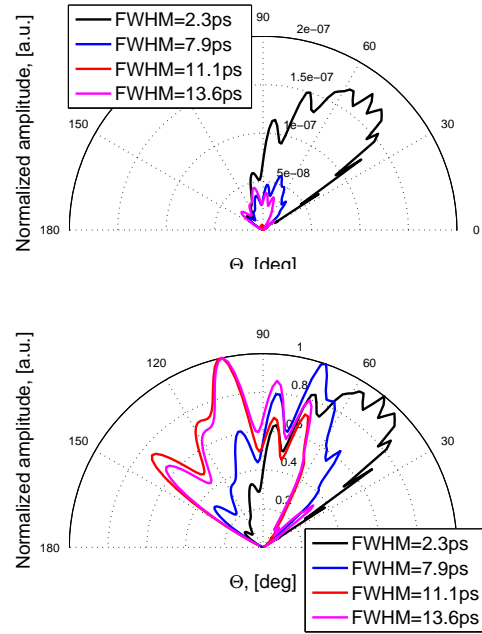 90
2e-07
FWHM=2.3ps
FWHM=7.9ps
FWHM=11.1ps
FWHM=13.6ps
60
1.5e-07
150
1e-07
30
5e-08
180
0
Normalized amplitude, [a.u.]
Θ, [deg]
90
1
120
60
0.8
150
0.6
30
0.4
0.2
180
Normalized amplitude, [a.u.]
Θ, [deg]
FWHM=2.3ps
FWHM=7.9ps
FWHM=11.1ps
FWHM=13.6ps